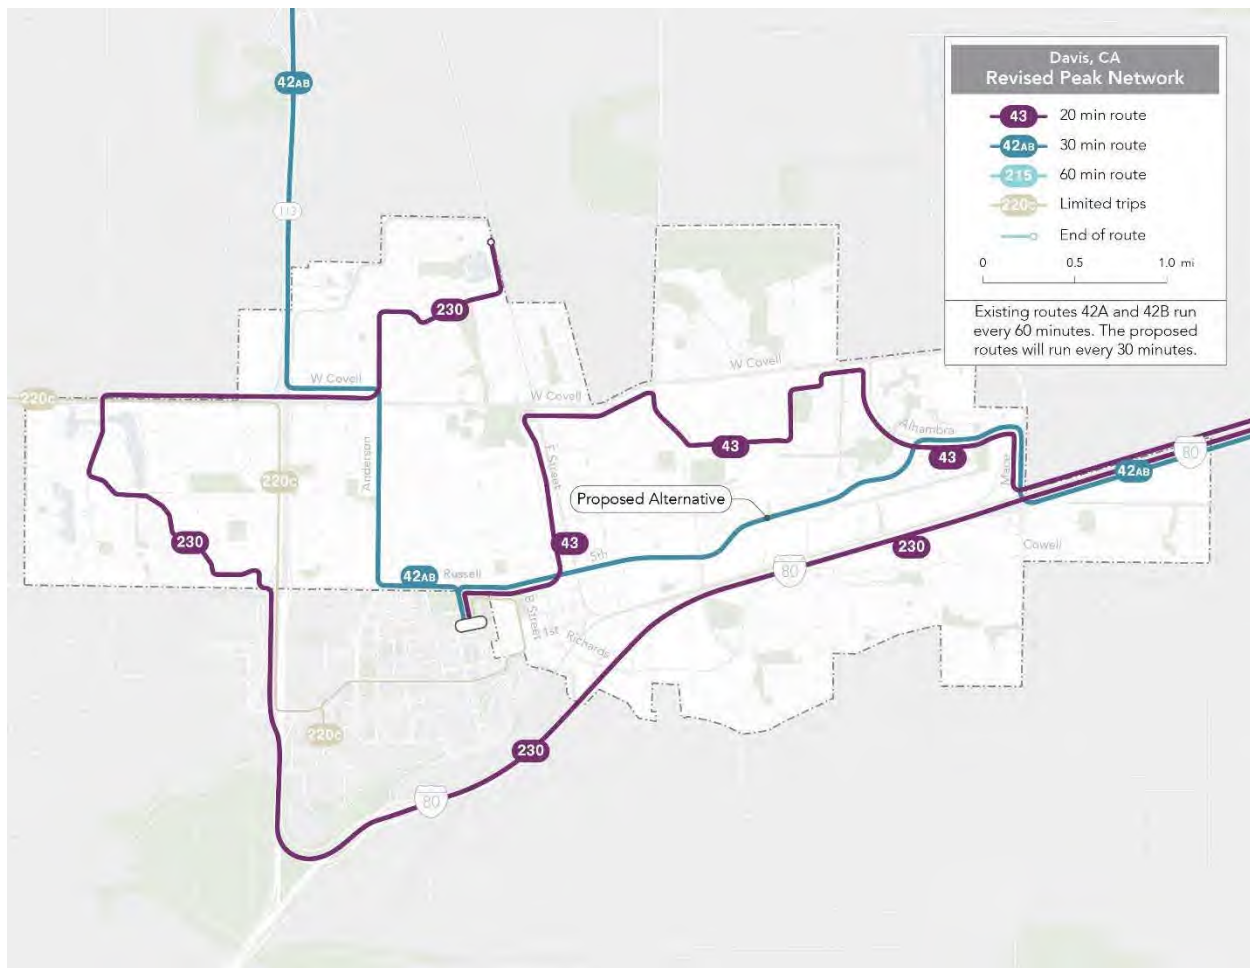 42AB
Davis, CA
Revised Peak Network
43 20 min route
42AB 30 min route
215 60 min route
220c Limited trips
End of route
0 0.5 1.0 mi
Existing routes 42A and 42B run
every 60 minutes. The proposed
routes will run every 30 minutes.
113
230
W Covell
W Covell
W Covell
220c
Alhambra
43
43
80
42AB
Mace
Anderson
F Street
220c
Proposed Alternative
230
43
5th
230
Cowell
80
42AB
Russell
B Street
1st
Richards
220c
230
80